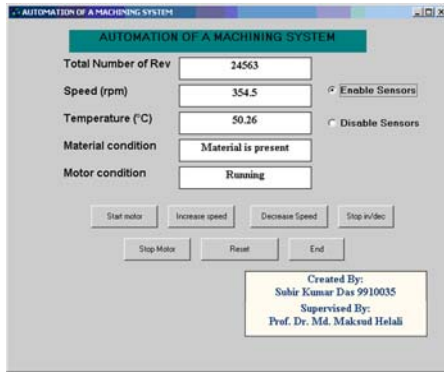 AUTOMATION OF A MACHINING SYSTEM
AUTOMATION OF A MACHINING SYSTEM
Total Number of Rev 24563
Speed (rpm) 354.5 Enable Sensors
Temperature (°C) 50.26 Disable Sensors
Material condition Material is present
Motor condition Running
Start motor Increase speed Decrease Speed Stop in/dec
Stop Motor Reset End
Created By:
Subir Kumar Das 9910035
Supervised By:
Prof. Dr. Md. Maksud Helali